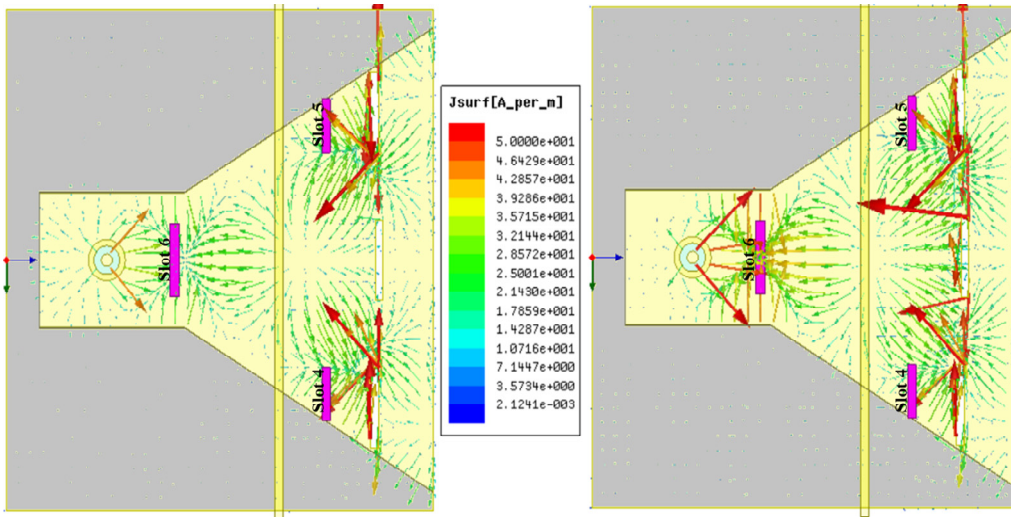 Slot 5
Slot 6
Slot 4
Jsurf[A_per_m]
5.0000e+001
4.6429e+001
4.2857e+001
3.9286e+001
3.5715e+001
3.2144e+001
2.8572e+001
2.5001e+001
2.1430e+001
1.7859e+001
1.4287e+001
1.0716e+001
7.1447e+000
3.5734e+000
2.1241e-003
Slot 5
Slot 6
Slot 4